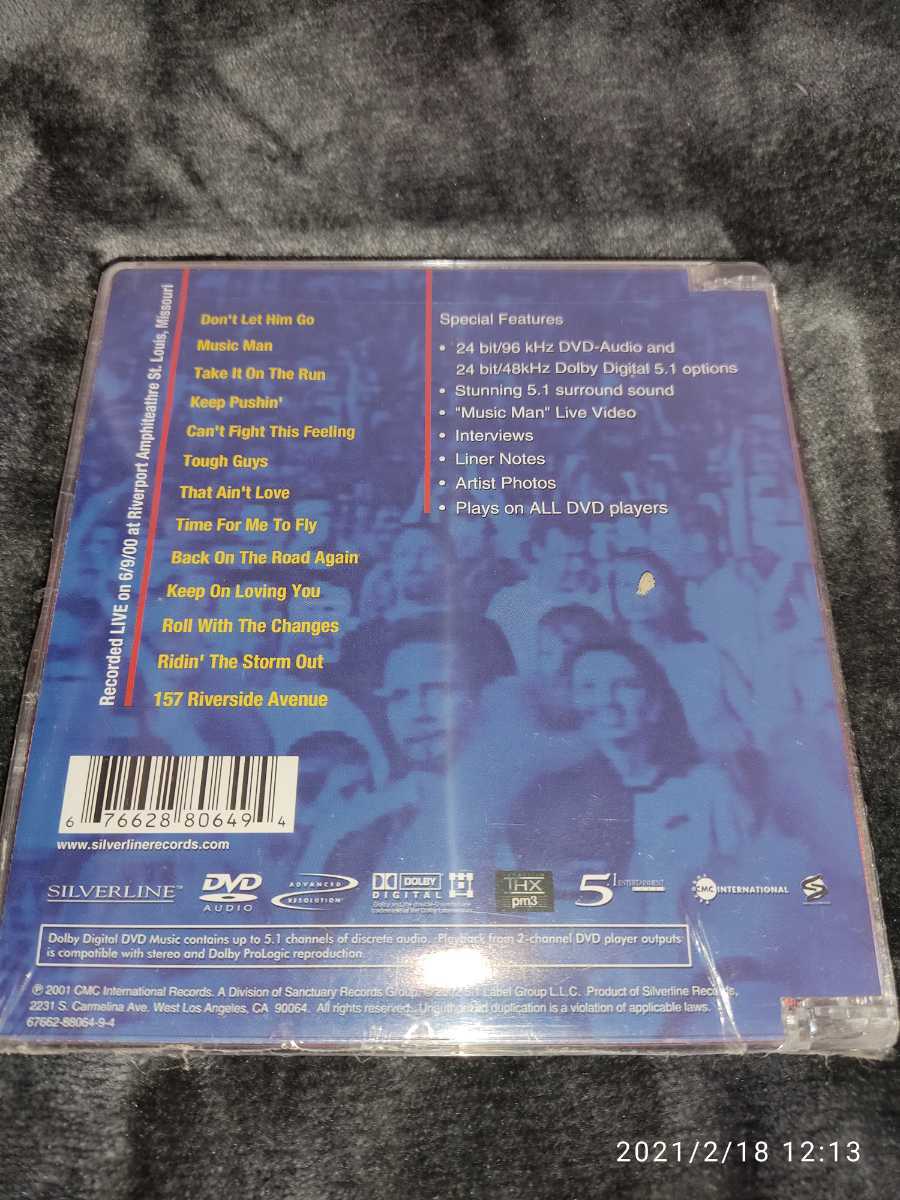 Recorded LIVE on 6/9/00 at Riverport Amphiteathre St. Louis, Missouri
Don't Let Him Go
Music Man
Take It On The Run
Keep Pushin'
Can't Fight This Feeling
Tough Guys
That Ain't Love
Time For Me To Fly
Back On The Road Again
Keep On Loving You
Roll With The Changes
Ridin' The Storm Out
157 Riverside Avenue
Special Features
• 24 bit/96 kHz DVD-Audio and
24 bit/48kHz Dolby Digital 5.1 options
• Stunning 5.1 surround sound
• "Music Man" Live Video
• Interviews
• Liner Notes
• Artist Photos
• Plays on ALL DVD players
6 76628 80649 4
www.silverlinerecords.com
SILVERLINE™
DVD
AUDIO
ADVANCED
RESOLUTION
DOLBY
DIGITAL
THX
pm3
5.1 ENTERTAINMENT
CMC INTERNATIONAL
Dolby Digital DVD Music contains up to 5.1 channels of discrete audio. Playback from 2-channel DVD player outputs
is compatible with stereo and Dolby ProLogic reproduction.
℗ 2001 CMC International Records. A Division of Sanctuary Records Group. Label Group L.L.C. Product of Silverline Records,
2231 S. Carmelina Ave. West Los Angeles, CA 90064. All rights reserved. Unauthorized duplication is a violation of applicable laws.
67662-88064-9-4
2021/2/18 12:13